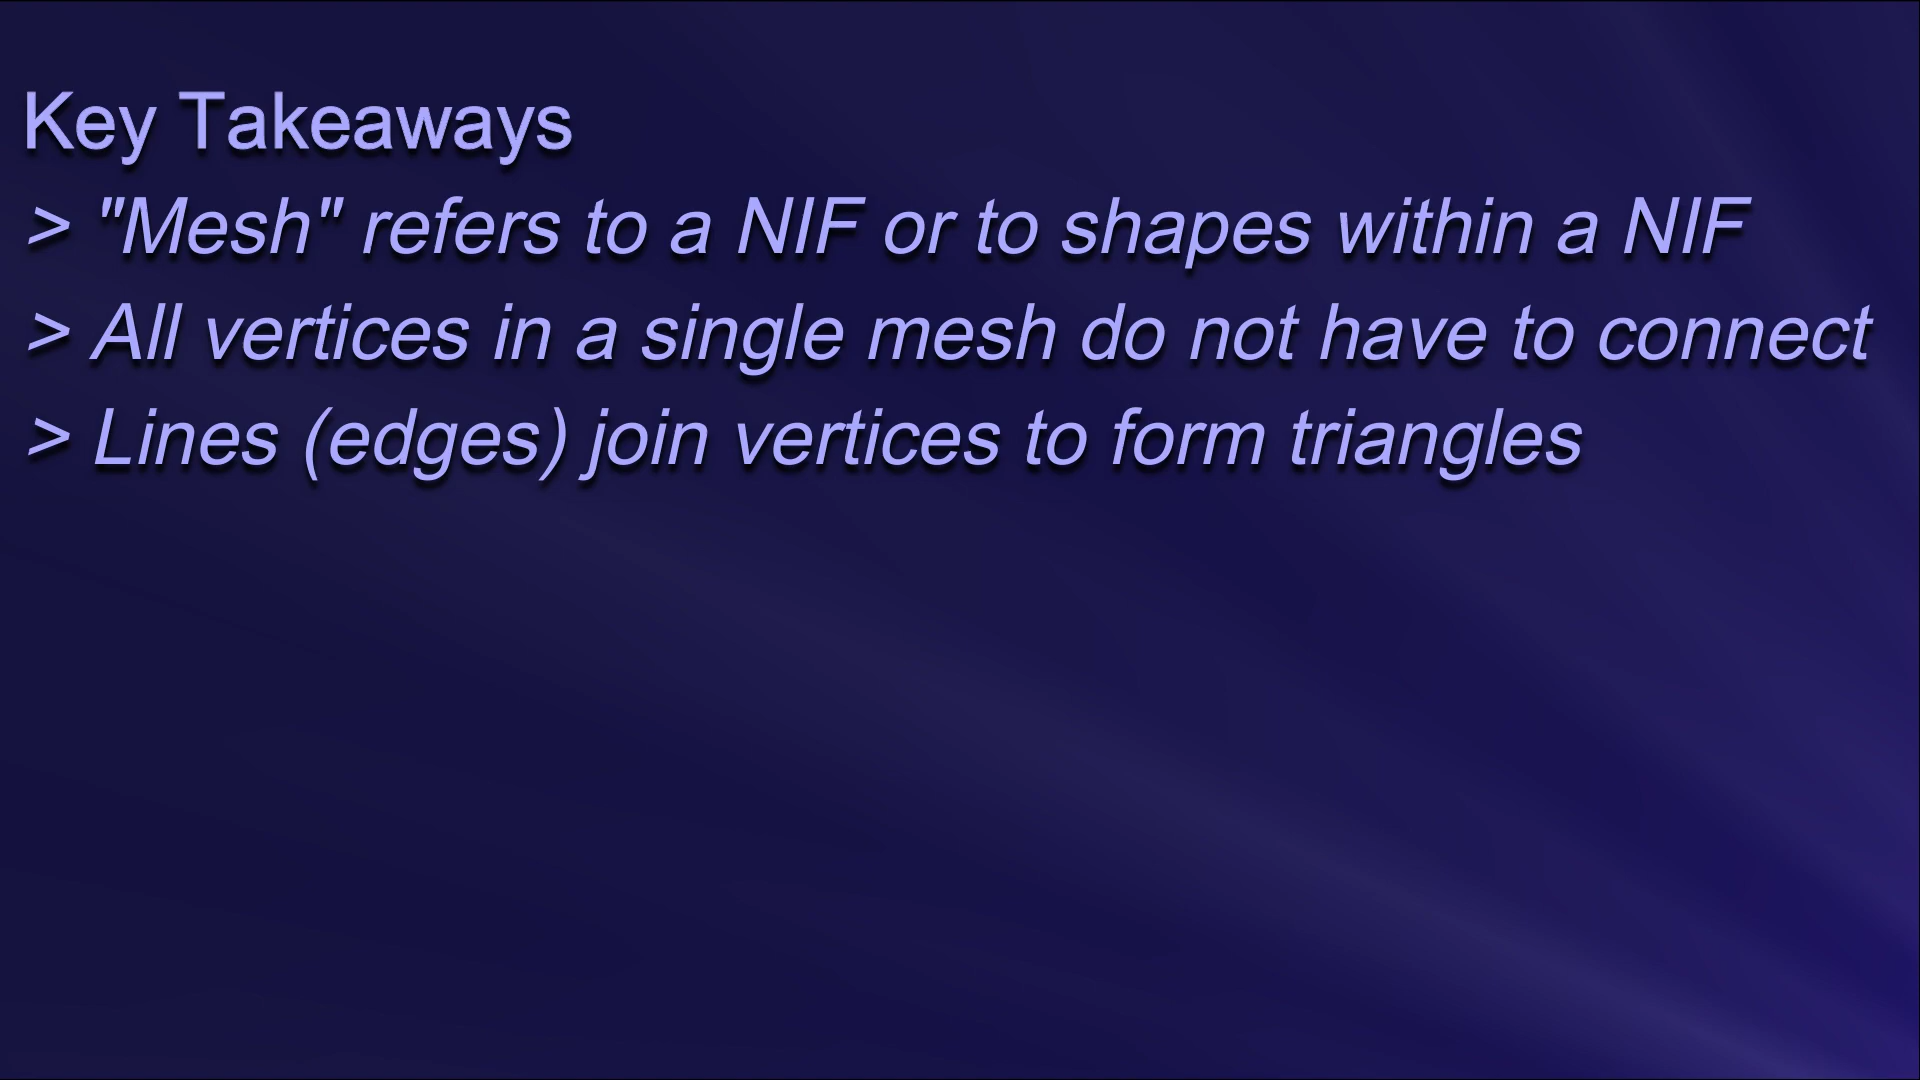 Key Takeaways
> "Mesh" refers to a NIF or to shapes within a NIF
> All vertices in a single mesh do not have to connect
> Lines (edges) join vertices to form triangles